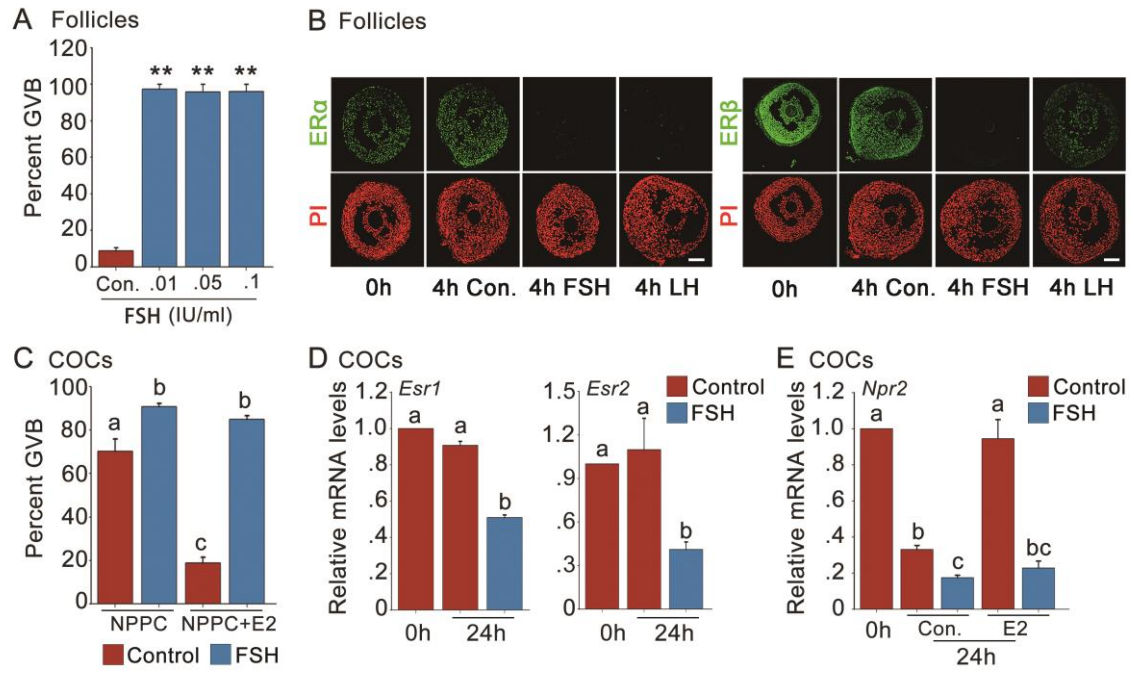 A Follicles
Percent GVB
120
100
80
60
40
20
0
** ** **
Con. .01 .05 .1
FSH (IU/ml)
B Follicles
ERα
PI
0h 4h Con. 4h FSH 4h LH
ERβ
PI
0h 4h Con. 4h FSH 4h LH
C COCs
Percent GVB
100
80
60
40
20
0
a b c b
NPPC NPPC+E2
Control FSH
D COCs
Relative mRNA levels
Esr1
1.2
1.0
.8
.6
.4
.2
0
a a b
0h 24h
Esr2
1.5
1.2
.9
.6
.3
0
a a b
0h 24h
Control
FSH
E COCs
Relative mRNA levels
Npr2
1.2
1.0
.8
.6
.4
.2
0
a b c a bc
0h Con. E2
24h
Control
FSH